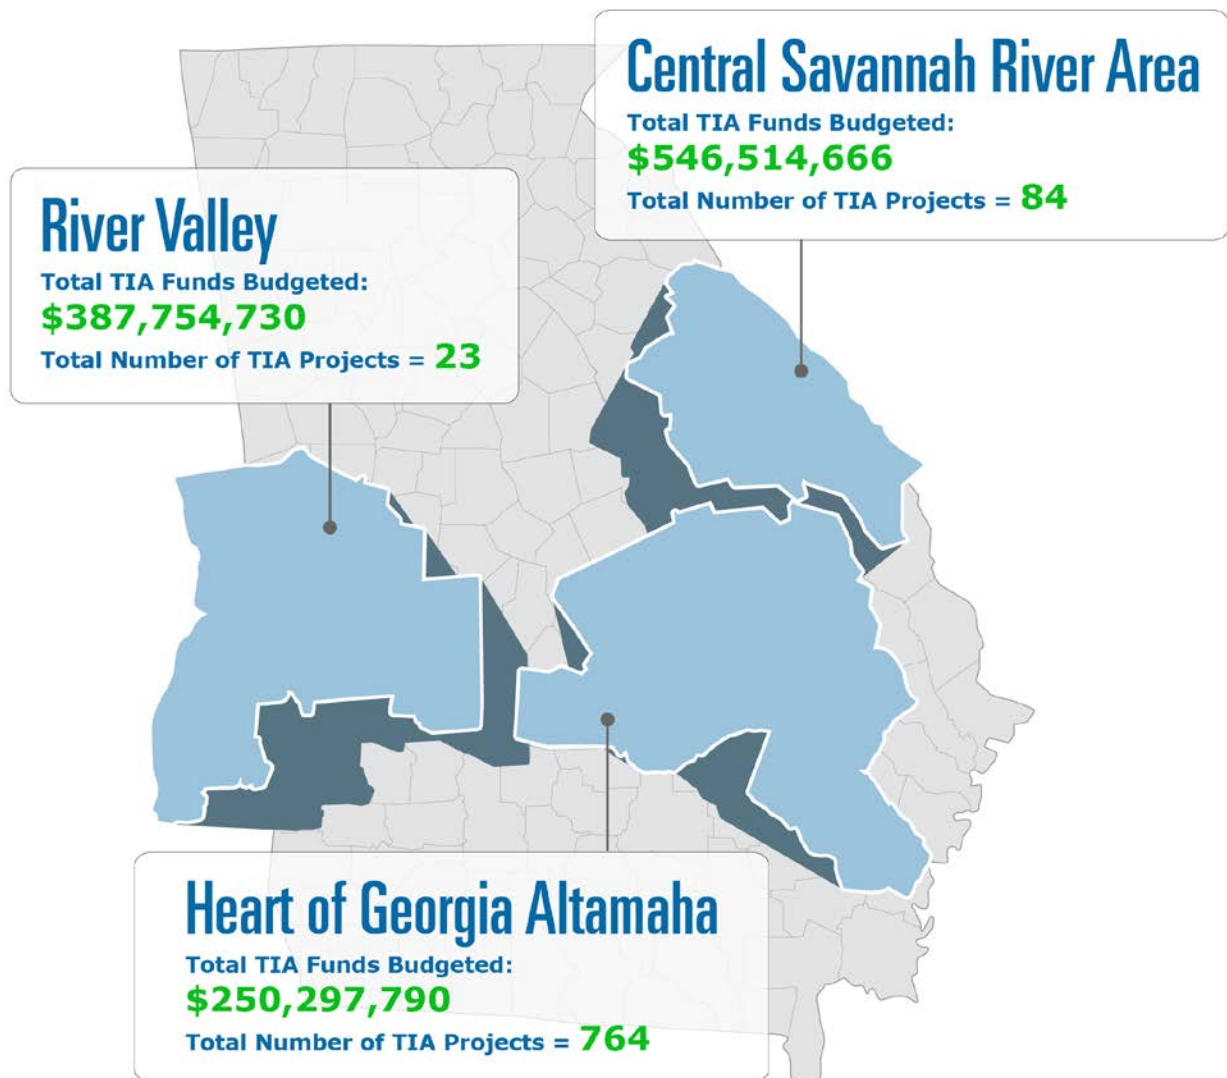 Central Savannah River Area
Total TIA Funds Budgeted:
$546,514,666
Total Number of TIA Projects = 84
River Valley
Total TIA Funds Budgeted:
$387,754,730
Total Number of TIA Projects = 23
Heart of Georgia Altamaha
Total TIA Funds Budgeted:
$250,297,790
Total Number of TIA Projects = 764